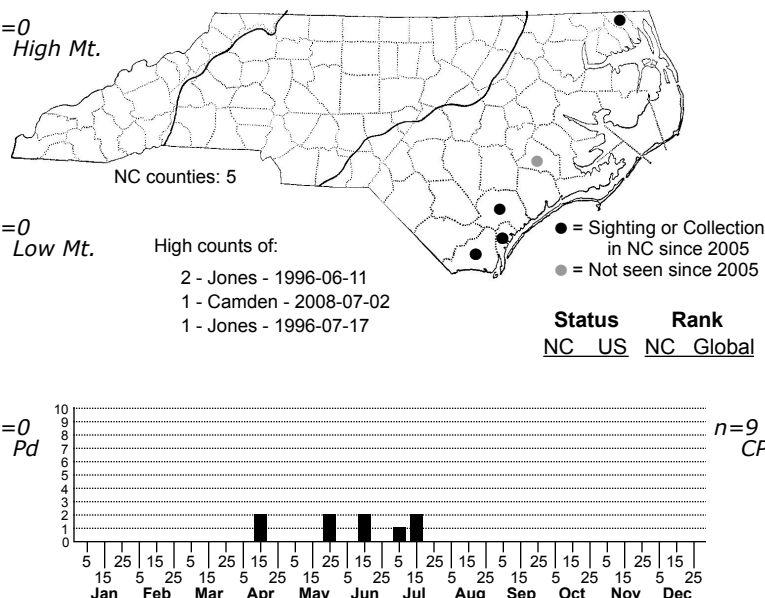 =0
High Mt.
NC counties: 5
=0
Low Mt.
High counts of:
2 - Jones - 1996-06-11
1 - Camden - 2008-07-02
1 - Jones - 1996-07-17
= Sighting or Collection
in NC since 2005
= Not seen since 2005
Status Rank
NC US NC Global
=0
Pd
n=9
CP
10
9
8
7
6
5
4
3
2
1
0
5 25 15 5 25 15 5 25 15 5 25 15 5 25 15 5 25 15
15 5 25 15 5 25 15 5 25 15 5 25 15 5 25 15 5 25
Jan Feb Mar Apr May Jun Jul Aug Sep Oct Nov Dec